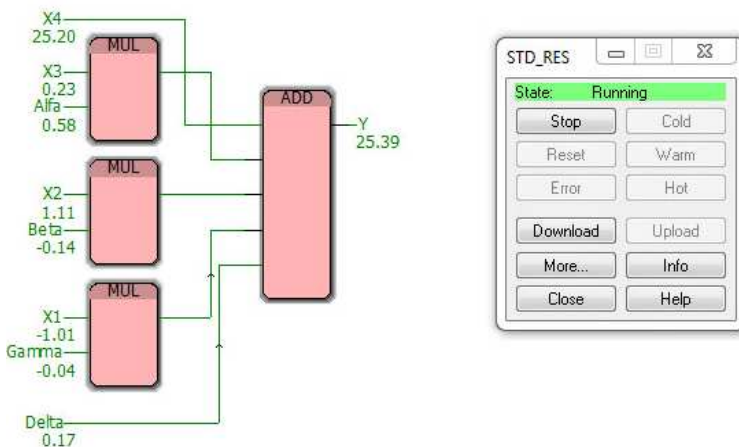 X4
25.20
MUL
X3
0.23
Alfa
0.58
MUL
X2
1.11
Beta
-0.14
MUL
X1
-1.01
Gamma
-0.04
Delta
0.17
ADD
Y
25.39
STD_RES
State: Running
Stop Cold
Reset Warm
Error Hot
Download Upload
More... Info
Close Help